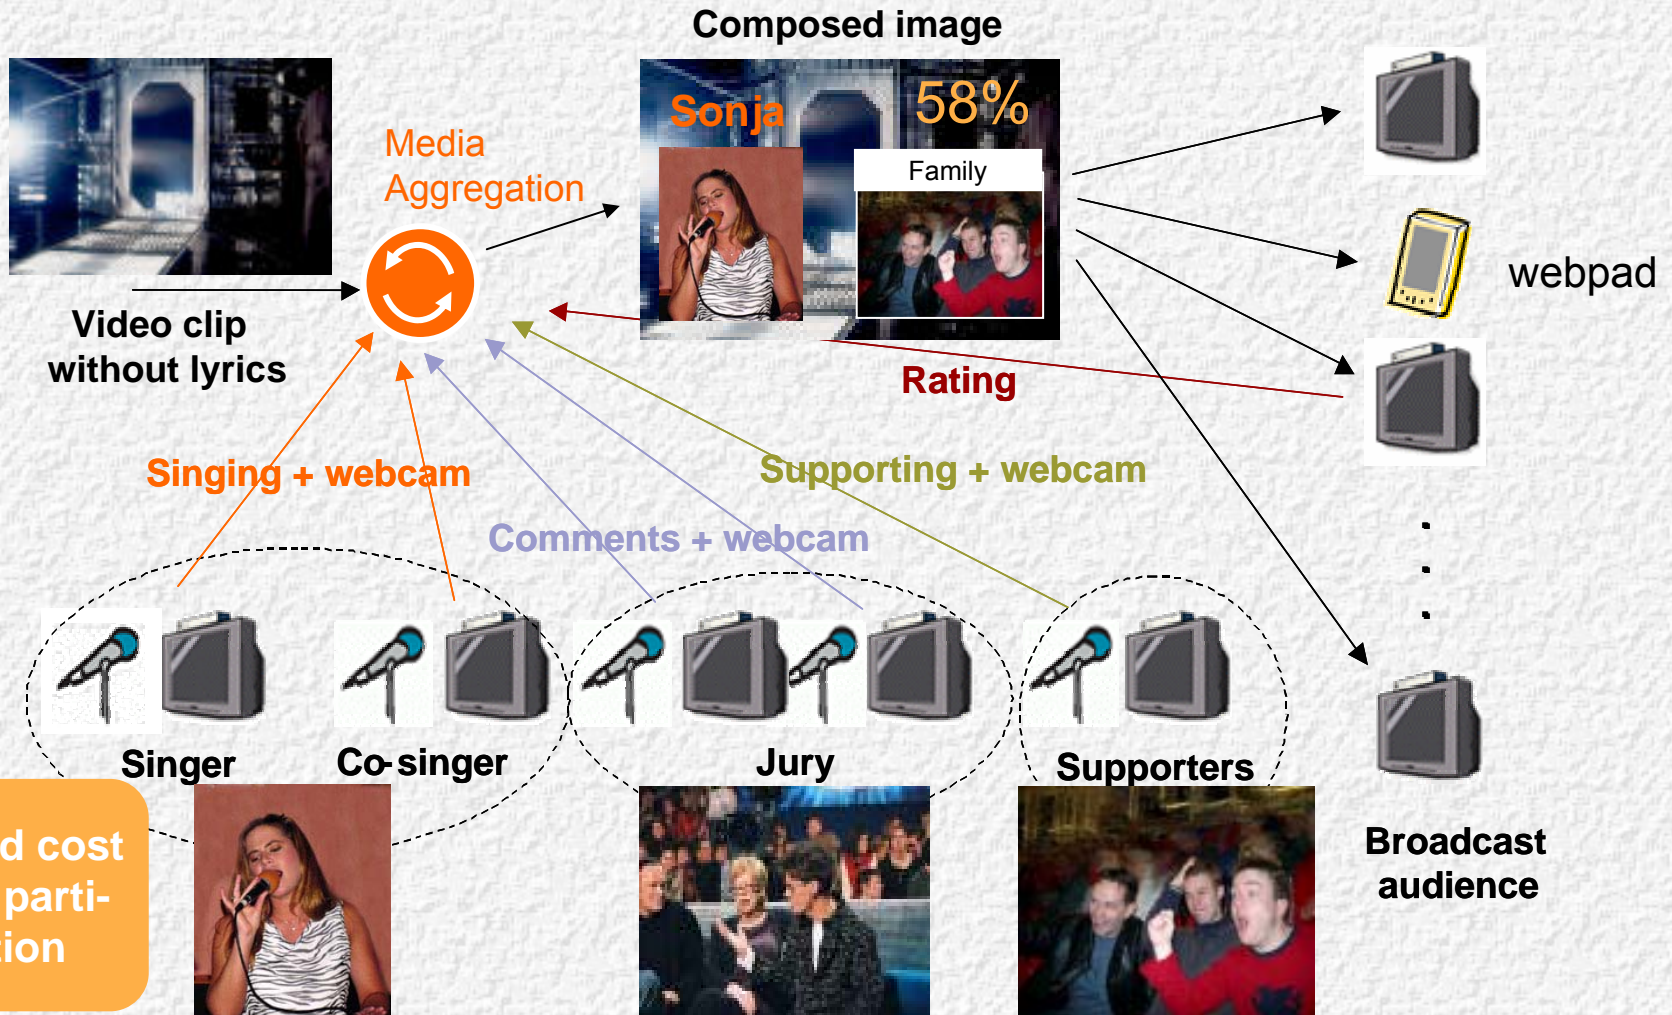 Composed image
Sonja
58%
Family
Media
Aggregation
webpad
Video clip
without lyrics
Rating
Singing + webcam
Supporting + webcam
Comments + webcam
Singer
Co-singer
Jury
Supporters
d cost
parti-
tion
Broadcast
audience